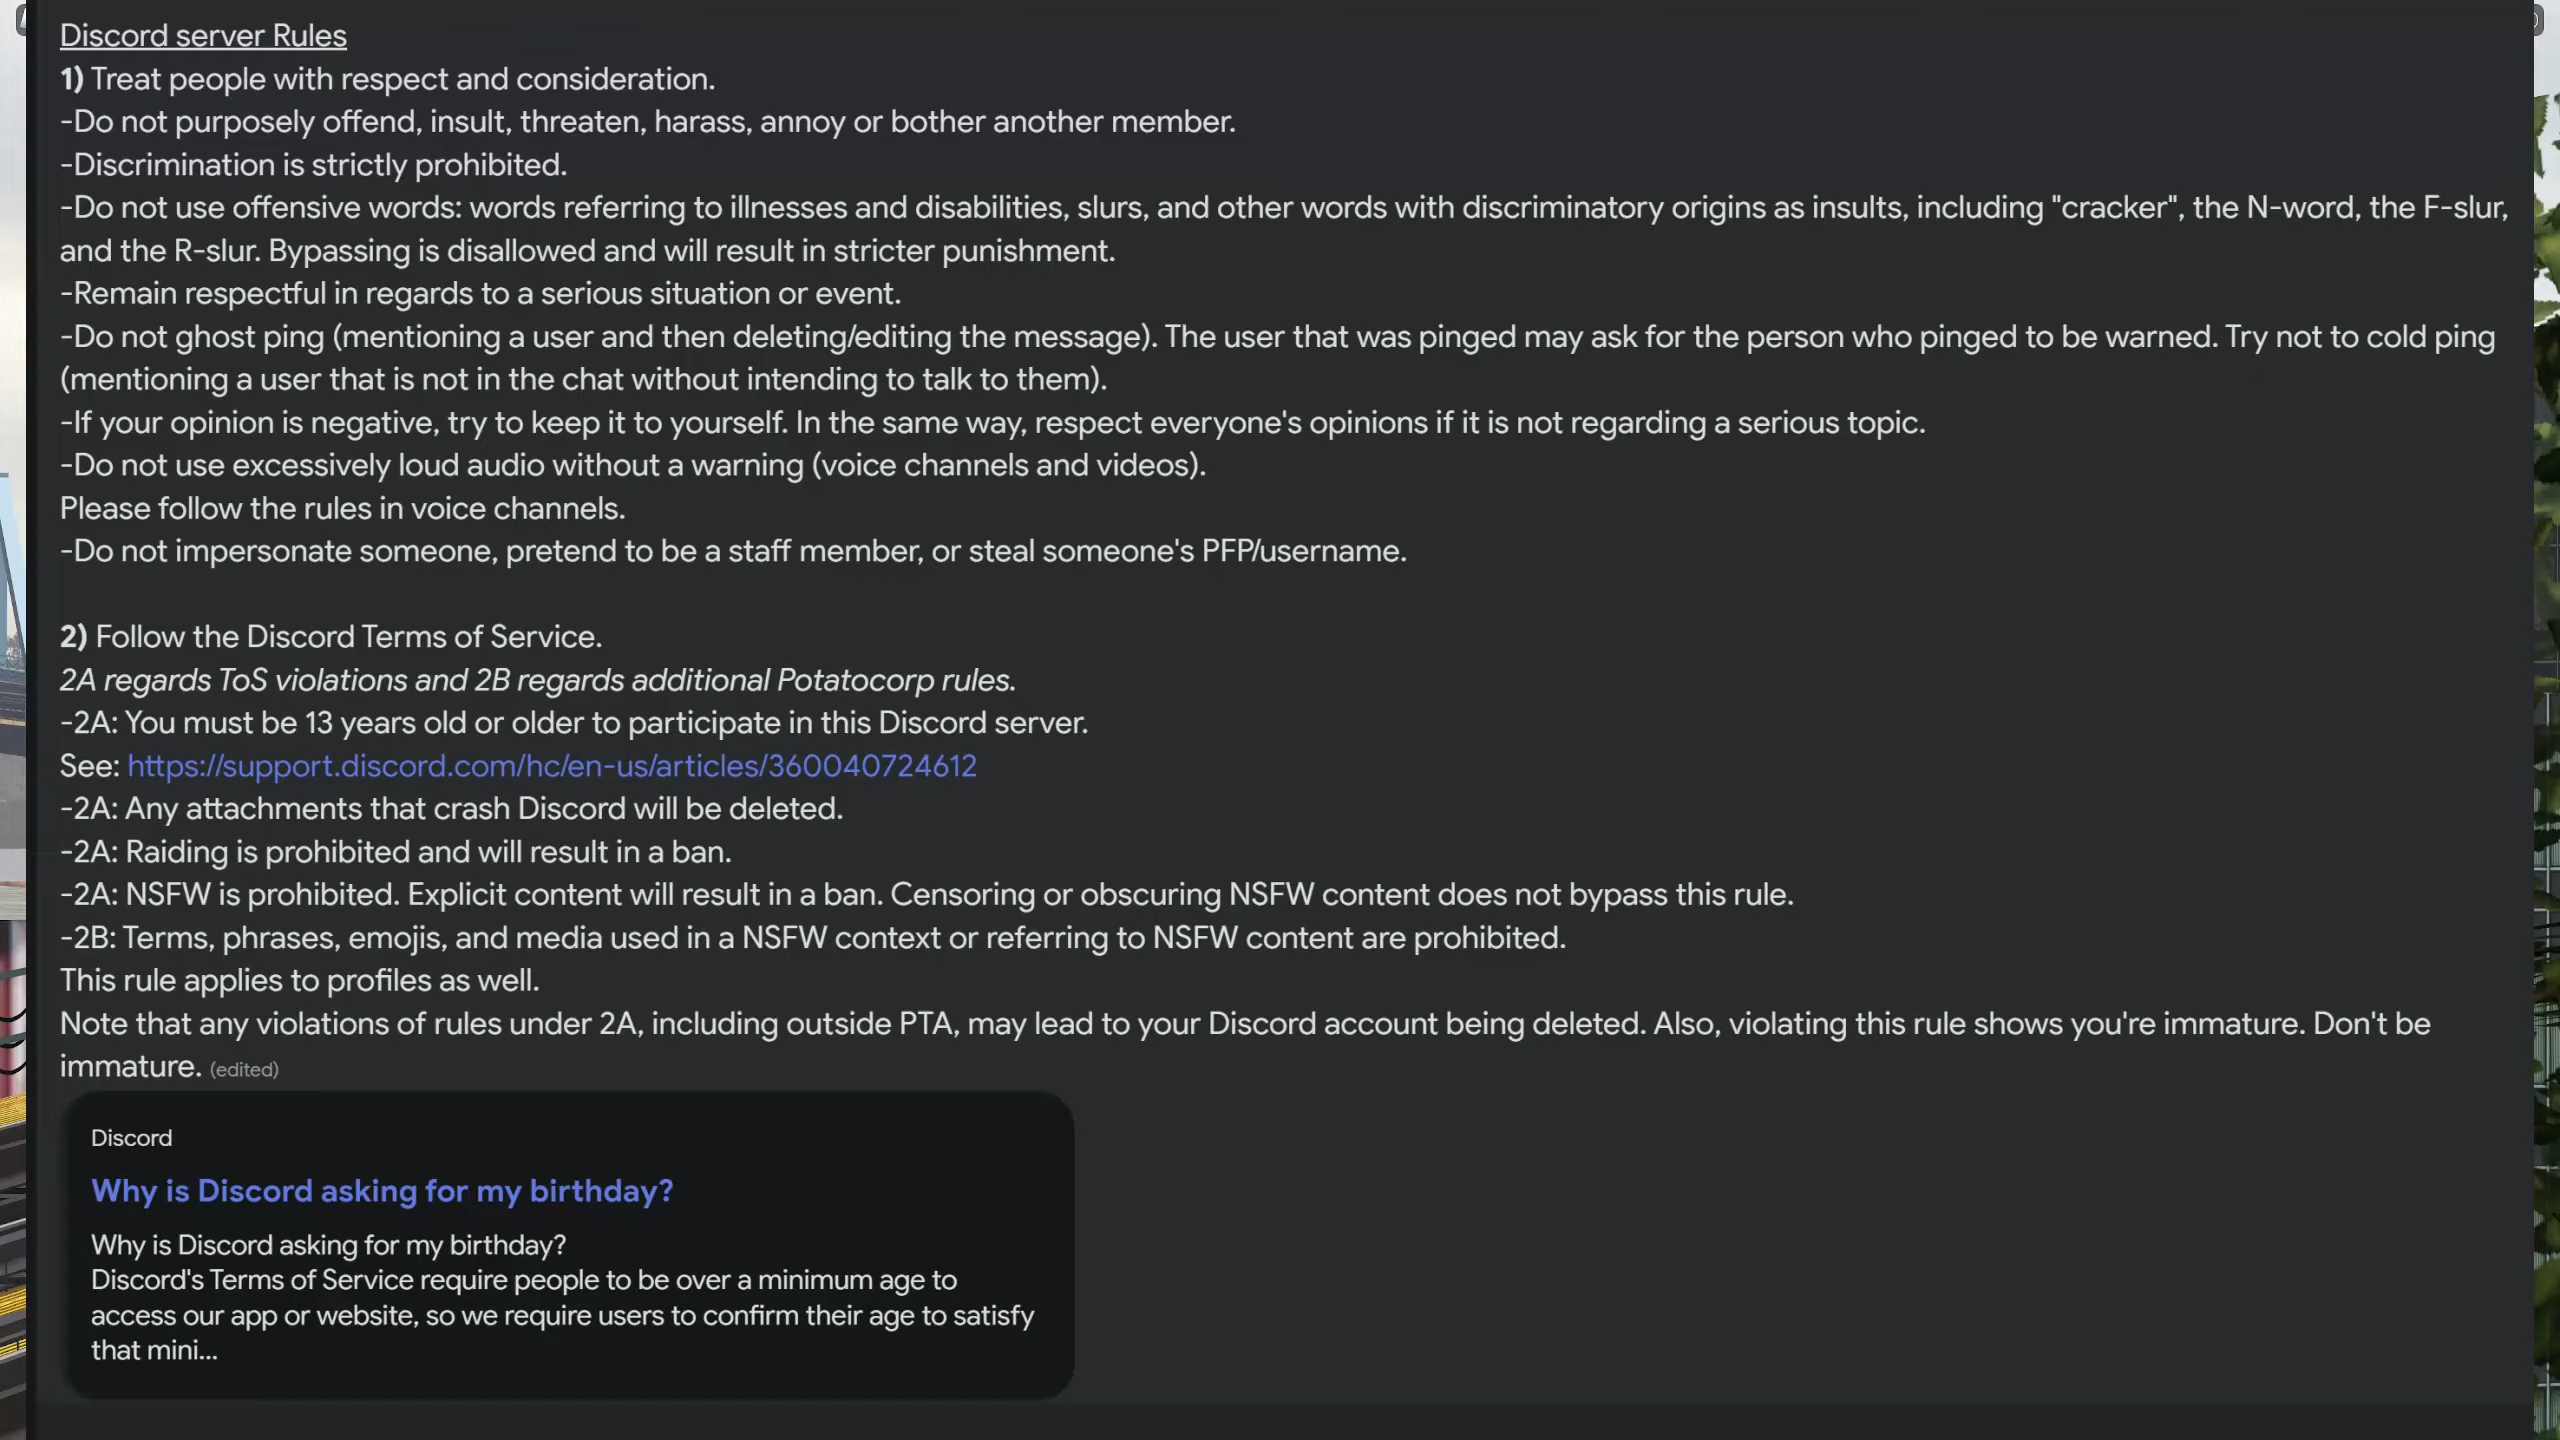 Discord server Rules
1) Treat people with respect and consideration.
-Do not purposely offend, insult, threaten, harass, annoy or bother another member.
-Discrimination is strictly prohibited.
-Do not use offensive words: words referring to illnesses and disabilities, slurs, and other words with discriminatory origins as insults, including "cracker", the N-word, the F-slur,
and the R-slur. Bypassing is disallowed and will result in stricter punishment.
-Remain respectful in regards to a serious situation or event.
-Do not ghost ping (mentioning a user and then deleting/editing the message). The user that was pinged may ask for the person who pinged to be warned. Try not to cold ping
(mentioning a user that is not in the chat without intending to talk to them).
-If your opinion is negative, try to keep it to yourself. In the same way, respect everyone's opinions if it is not regarding a serious topic.
-Do not use excessively loud audio without a warning (voice channels and videos).
Please follow the rules in voice channels.
-Do not impersonate someone, pretend to be a staff member, or steal someone's PFP/username.
2) Follow the Discord Terms of Service.
2A regards ToS violations and 2B regards additional Potatocorp rules.
-2A: You must be 13 years old or older to participate in this Discord server.
See: https://support.discord.com/hc/en-us/articles/360040724612
-2A: Any attachments that crash Discord will be deleted.
-2A: Raiding is prohibited and will result in a ban.
-2A: NSFW is prohibited. Explicit content will result in a ban. Censoring or obscuring NSFW content does not bypass this rule.
-2B: Terms, phrases, emojis, and media used in a NSFW context or referring to NSFW content are prohibited.
This rule applies to profiles as well.
Note that any violations of rules under 2A, including outside PTA, may lead to your Discord account being deleted. Also, violating this rule shows you're immature. Don't be
immature. (edited)
Discord
Why is Discord asking for my birthday?
Why is Discord asking for my birthday?
Discord's Terms of Service require people to be over a minimum age to
access our app or website, so we require users to confirm their age to satisfy
that mini...